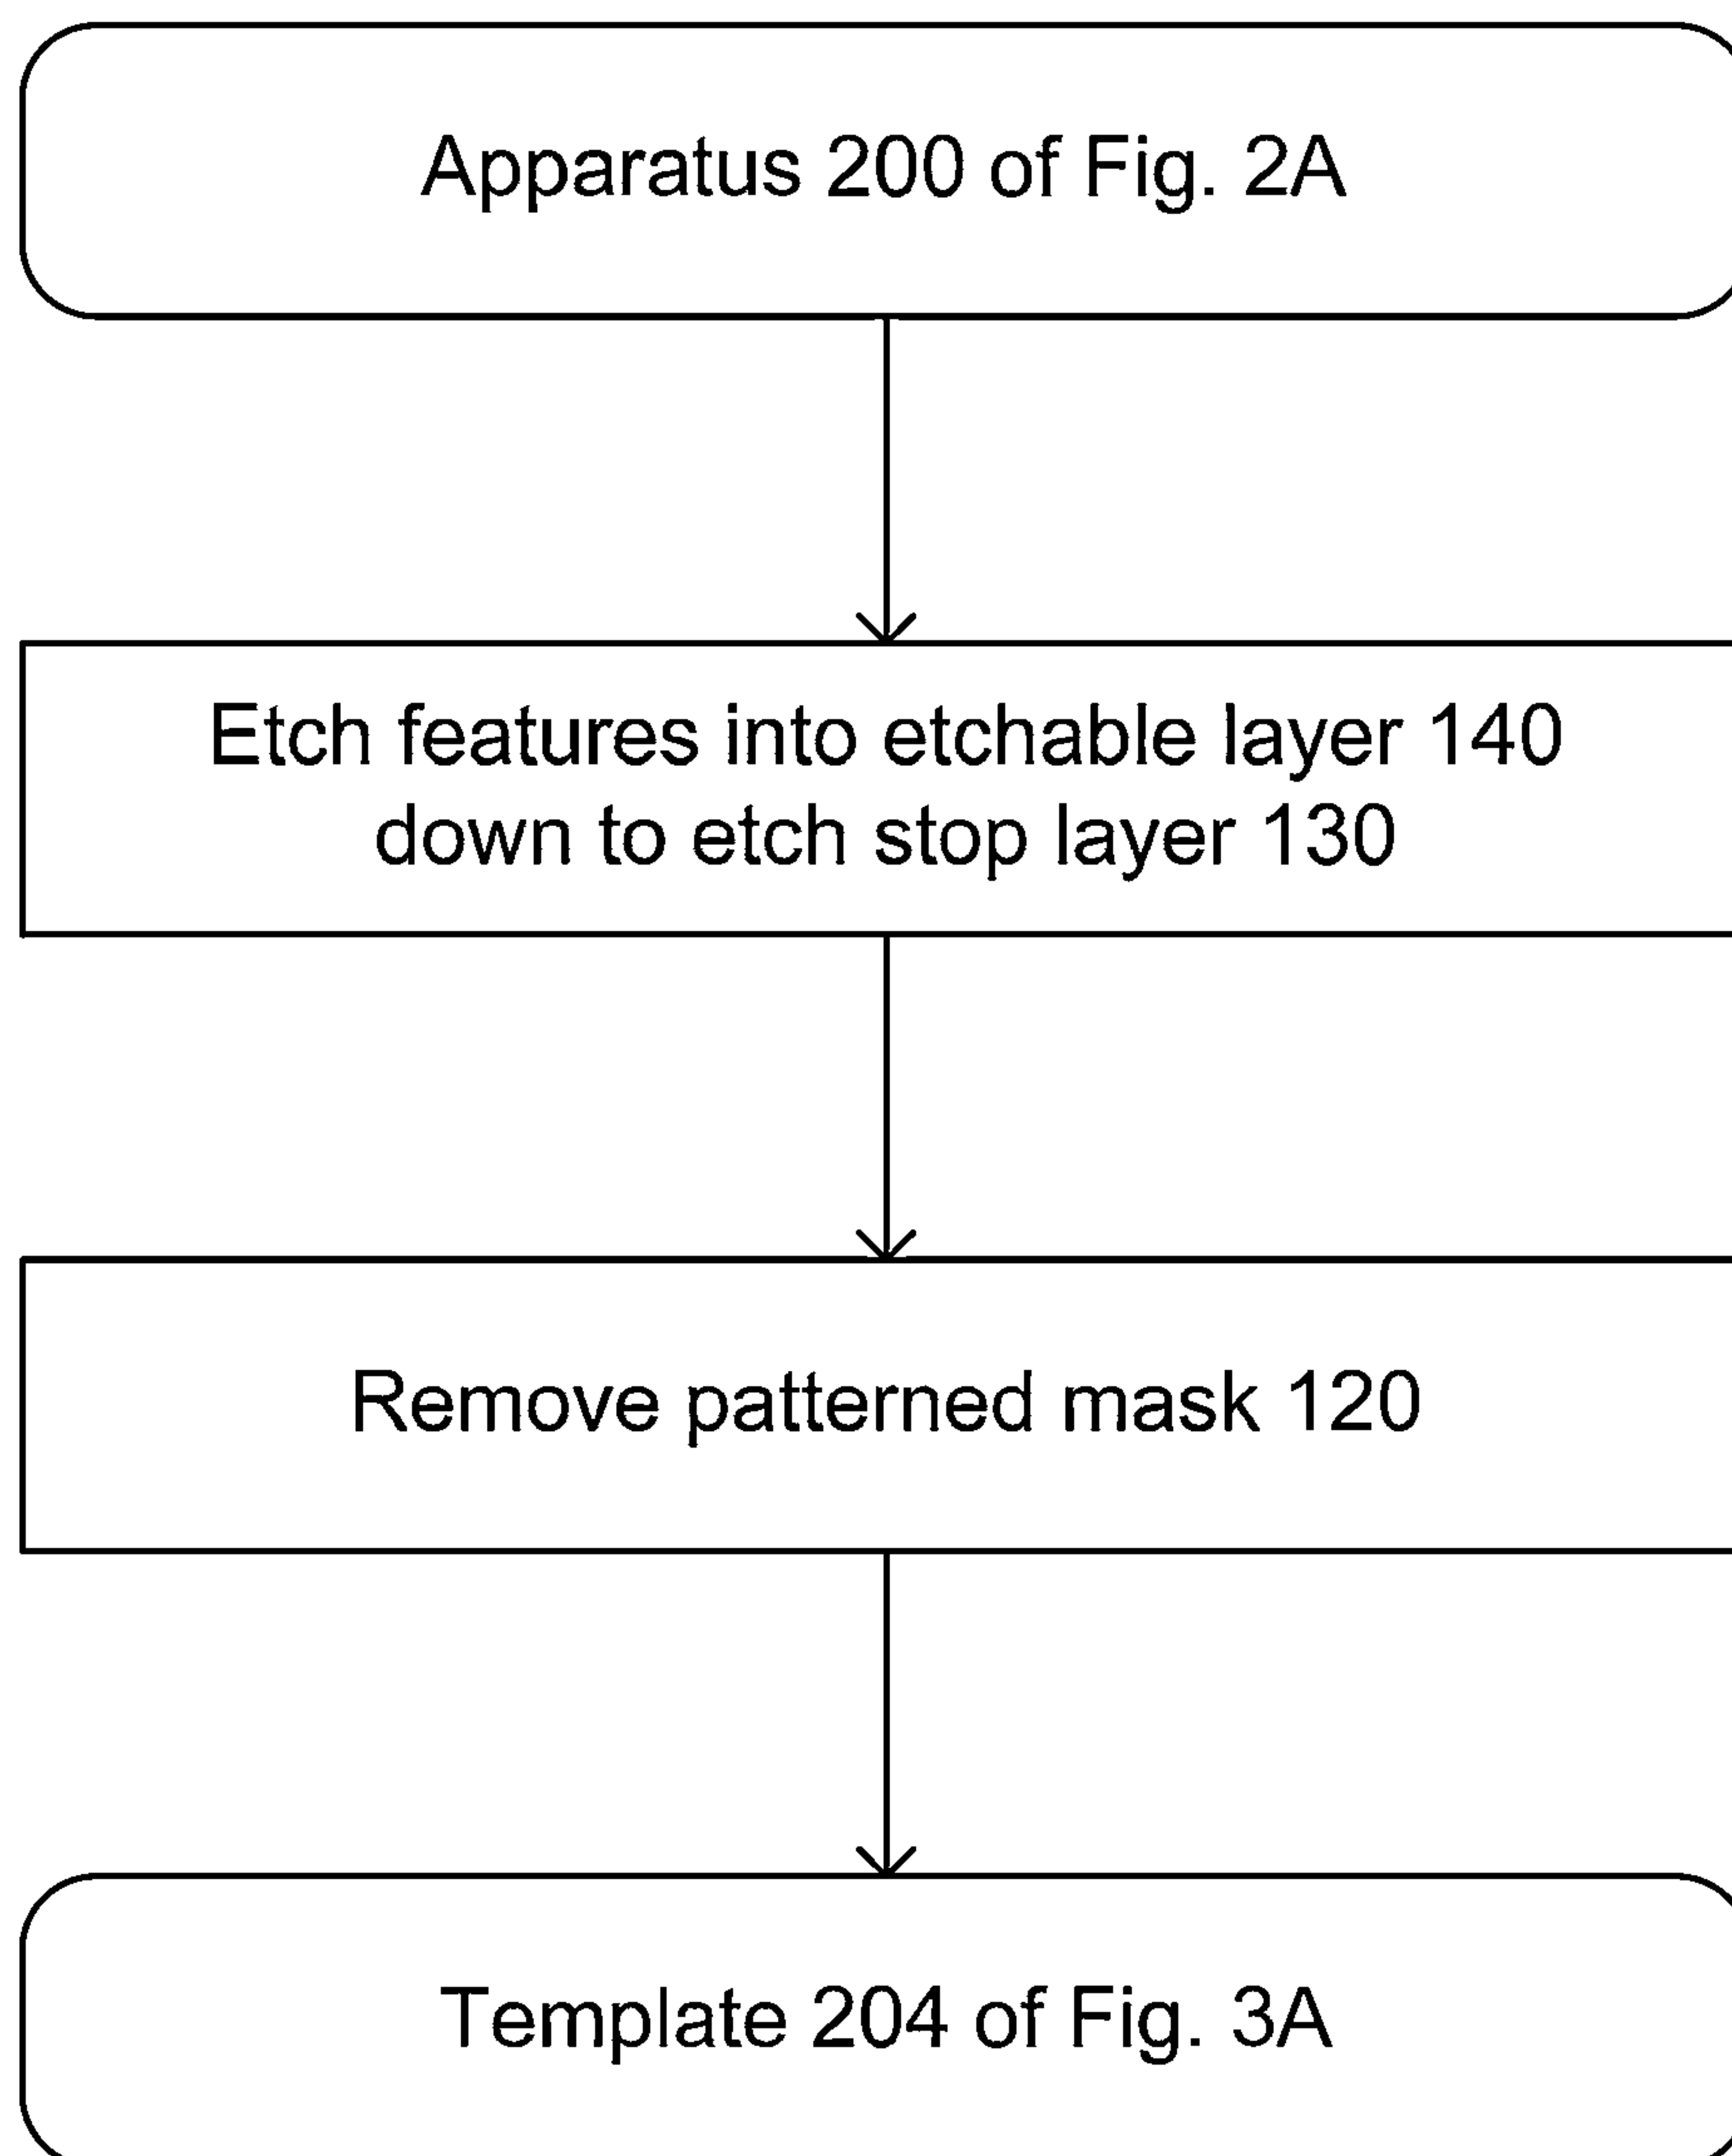 Apparatus 200 of Fig. 2A
Etch features into etchable layer 140
down to etch stop layer 130
Remove patterned mask 120
Template 204 of Fig. 3A